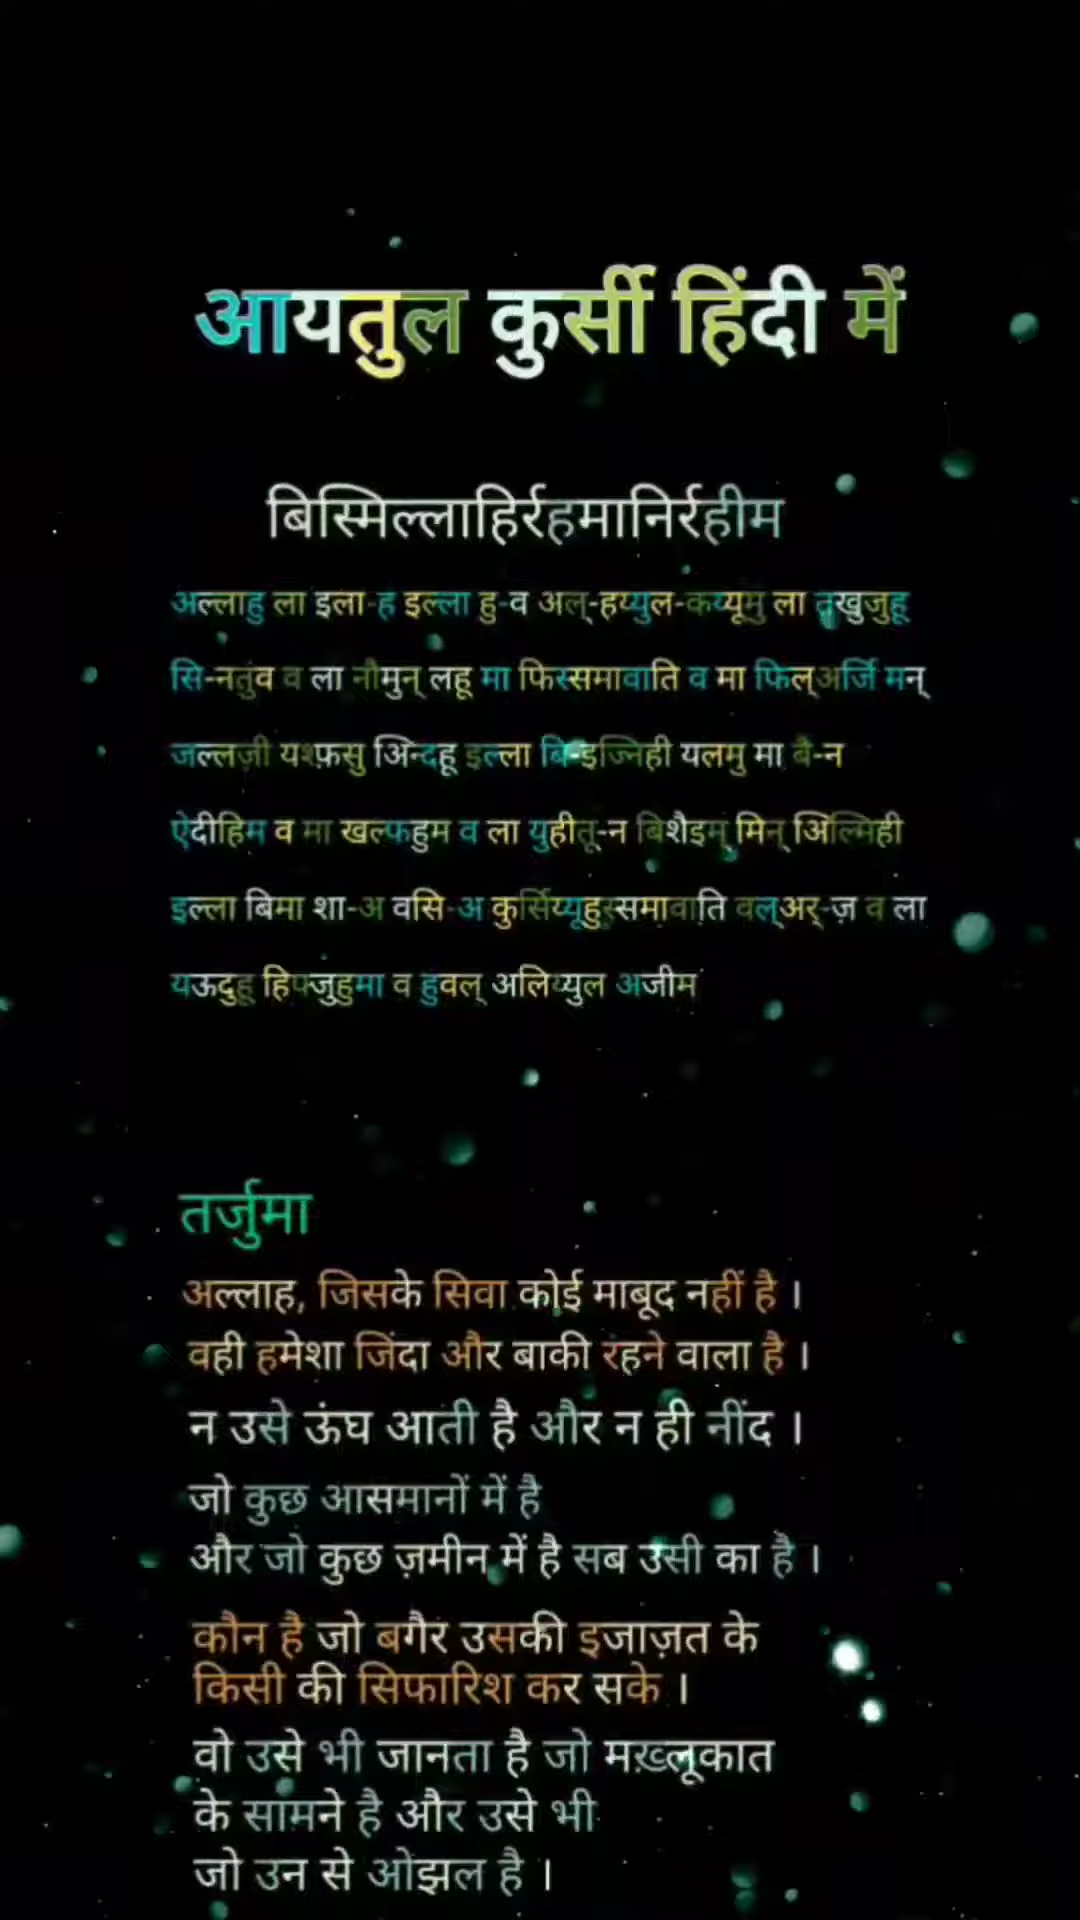 आयतुल कुर्सी हिंदी में
बिस्मिल्लाहिर्रहमानिर्रहीम
अल्लाहु ला इला-ह इल्ला हु-व अल्-हय्युल-कय्यूमु ला त्खुजुहू
सि-नतुंव व ला नौमुन् लहू मा फिस्समावाति व मा फिल्अर्जि मन्
जल्लज़ी यश्फ़सु अिन्दहू इल्ला बि-इज्निही यलमु मा बै-न
ऐदीहिम व मा खल्फहुम व ला युहीतू-न बिशैइम् मिन् अिल्मिही
इल्ला बिमा शा-अ वसि-अ कुर्सिय्यूहुस्समावाति वल्अर्-ज़ व ला
यऊदुहू हिफ्जुहुमा व हुवल् अलिय्युल अजीम
तर्जुमा
अल्लाह, जिसके सिवा कोई माबूद नहीं है ।
वही हमेशा जिंदा और बाकी रहने वाला है ।
न उसे ऊंघ आती है और न ही नींद ।
जो कुछ आसमानों में है
और जो कुछ ज़मीन में है सब उसी का है ।
कौन है जो बगैर उसकी इजाज़त के
किसी की सिफारिश कर सके ।
वो उसे भी जानता है जो मख़्लूकात
के सामने है और उसे भी
जो उन से ओझल है ।